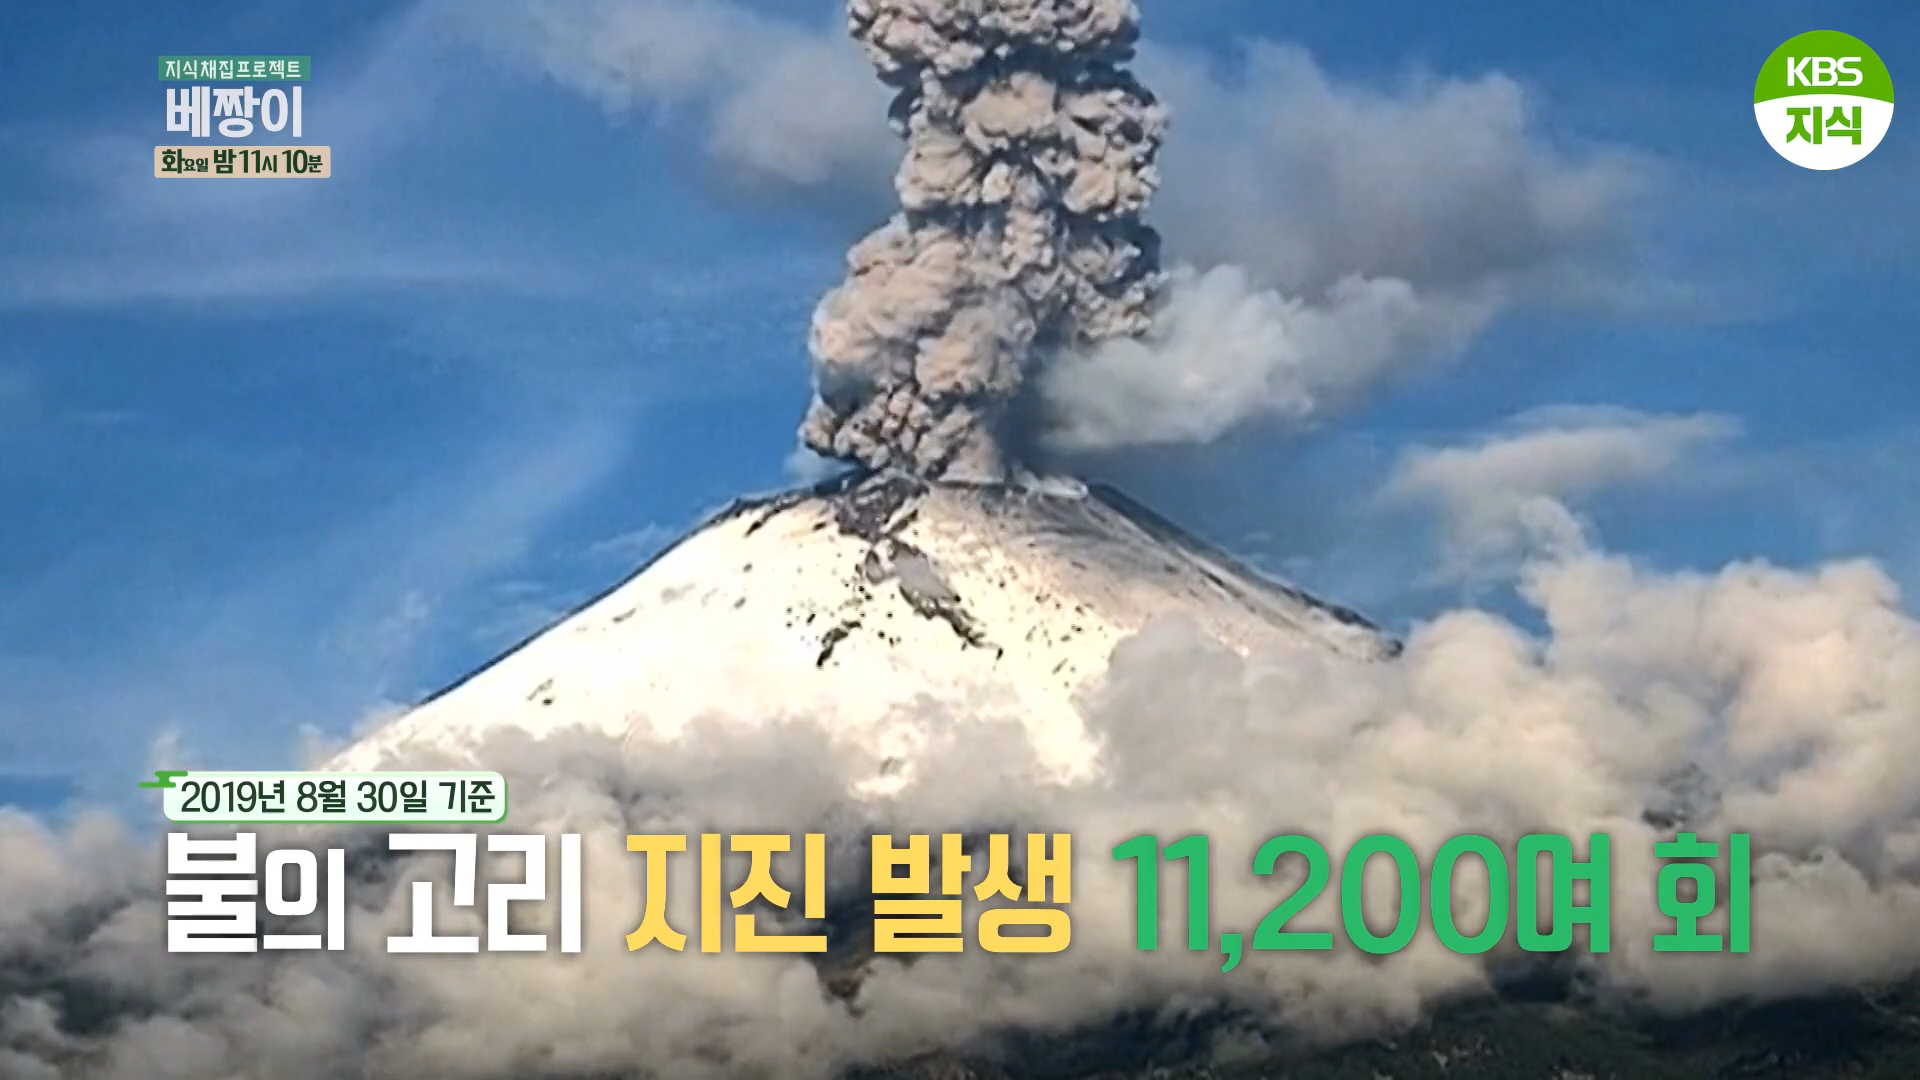 지식채집프로젝트
베짱이
화요일 밤 11시 10분
KBS
지식
2019년 8월 30일 기준
불의 고리 지진 발생 11,200여 회